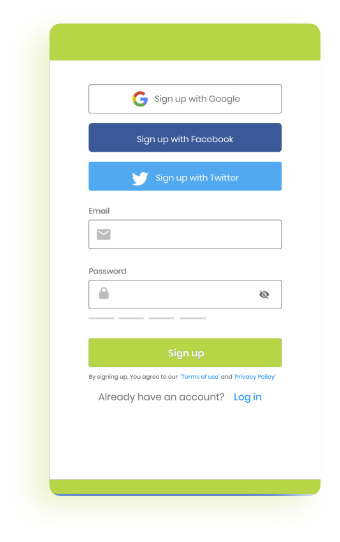 Sign up with Google
Sign up with Facebook
Sign up with Twitter
Email
Password
Sign up
By signing up, You agree to our 'Terms of use' and 'Privacy Policy'
Already have an account? Log in